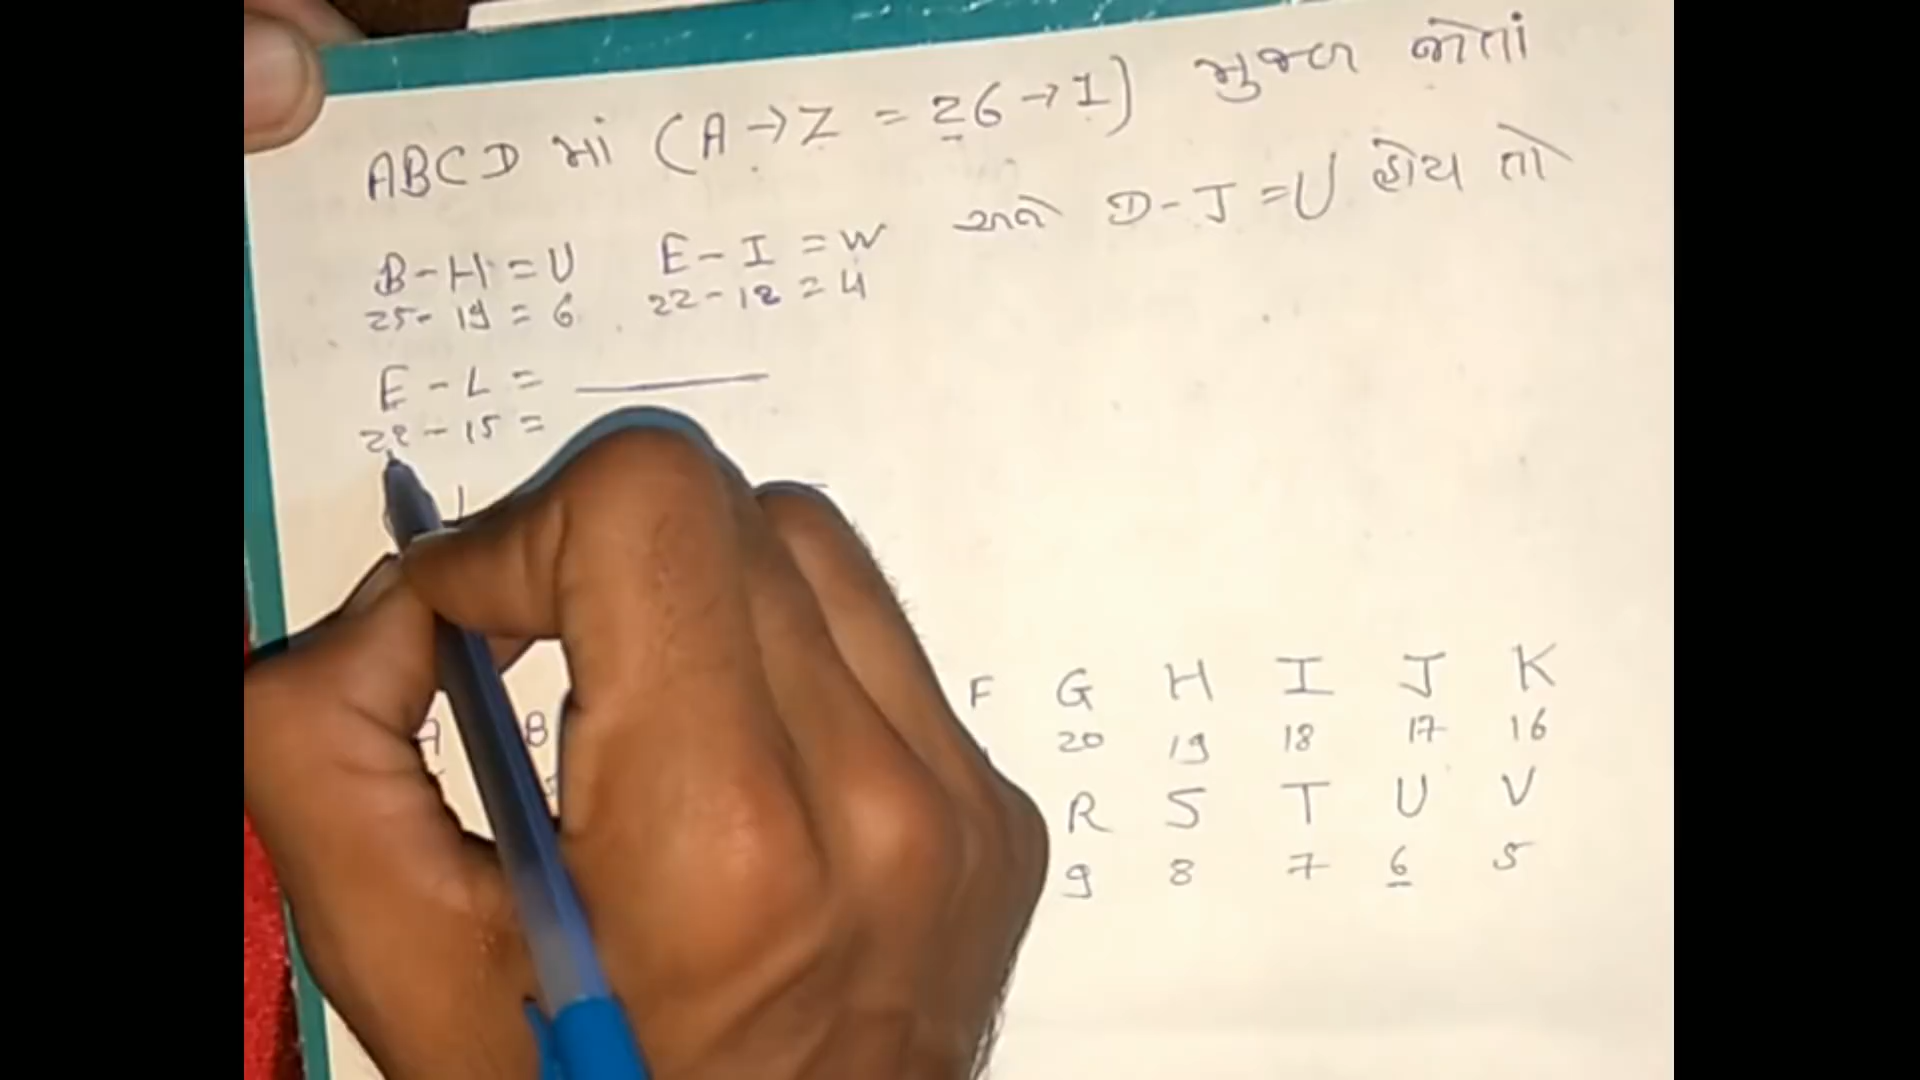 ABCD માં (A→Z = 26→1) મુજબ જોતાં
B-H=U E-I=W અને D-J=U હોય તો
25-19=6 22-18=4
E-L=
22-15=
F G H I J K
A B 20 19 18 17 16
R S T U V
9 8 7 6 5